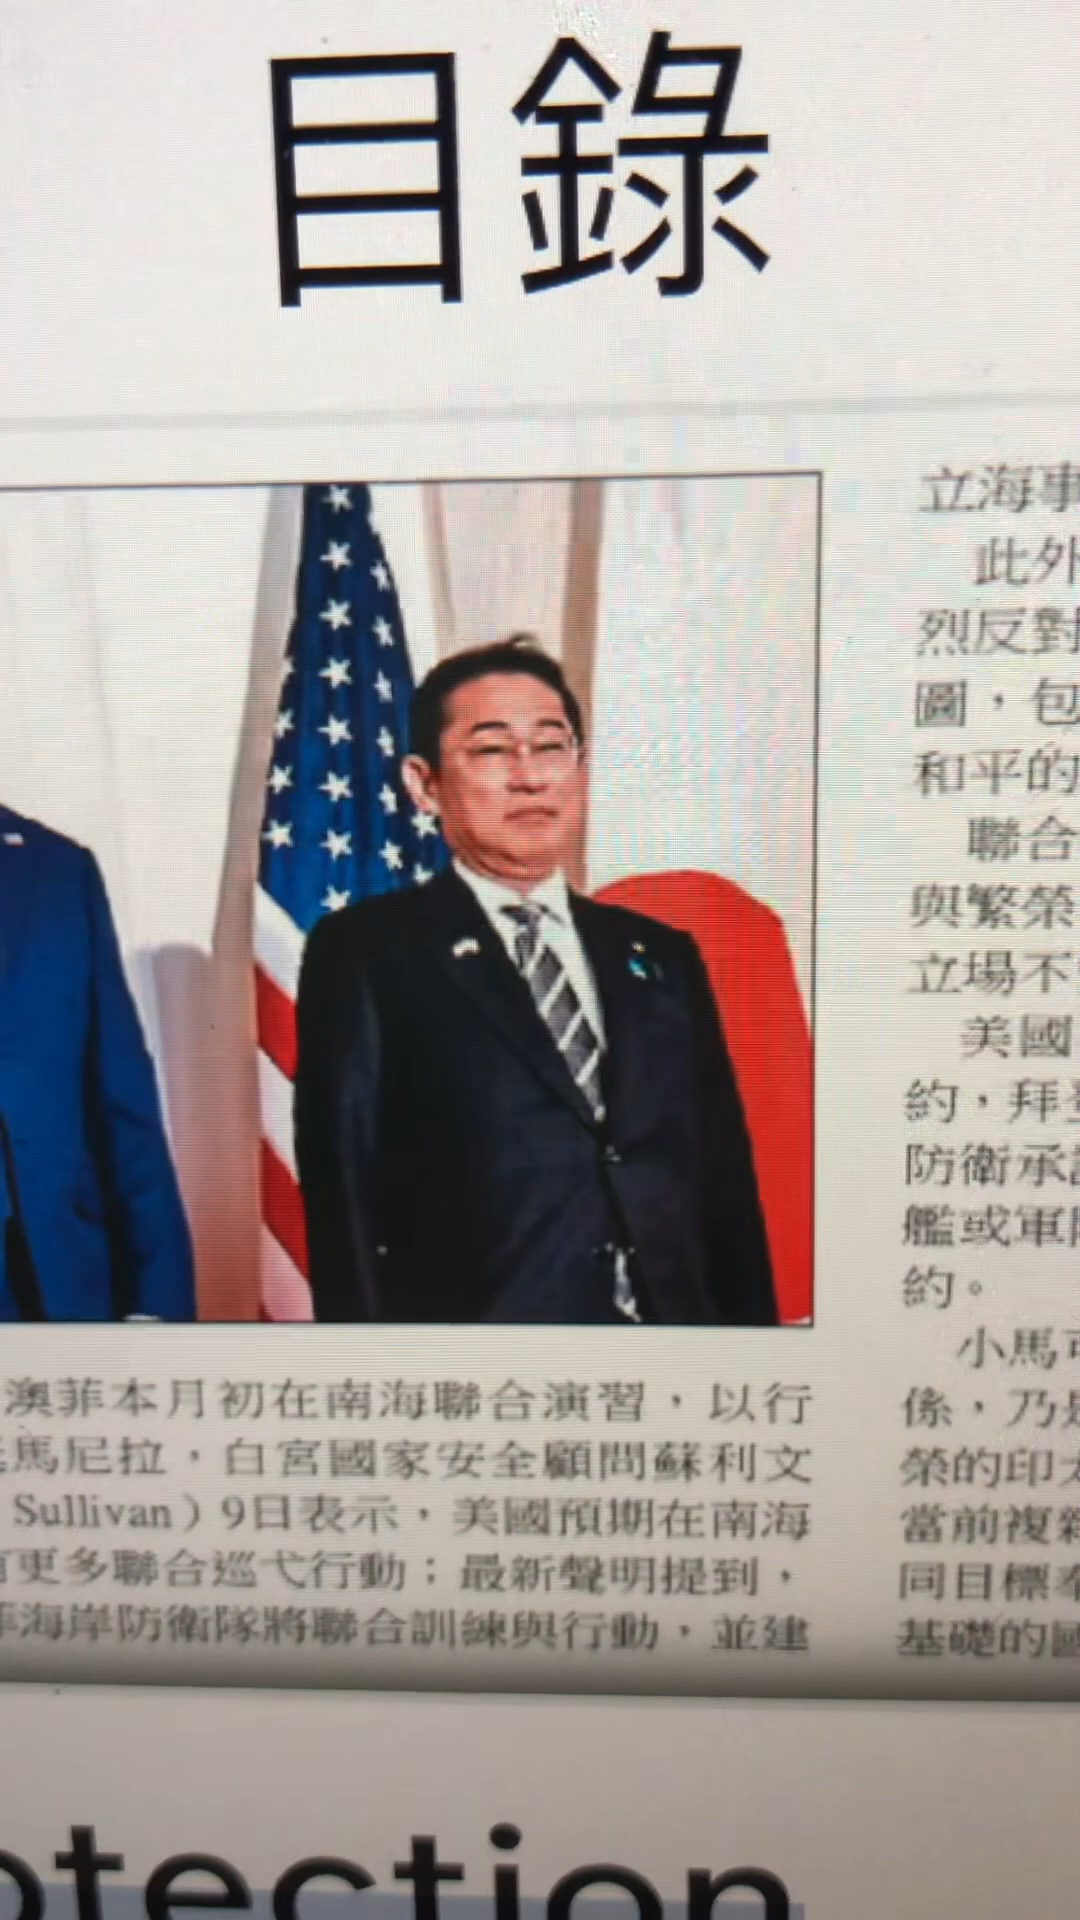 目錄
澳菲本月初在南海聯合演習，以行
馬尼拉，白宮國家安全顧問蘇利文
Sullivan）9日表示，美國預期在南海
更多聯合巡弋行動；最新聲明提到，
海岸防衛隊將聯合訓練與行動，並建
立海事
此外
烈反對
圖，包
和平的
聯合
與繁榮
立場不
美國
約，拜
防衛承
艦或軍
約。
小馬可
係，乃是
榮的印太
當前複雜
同目標
基礎的國
otection